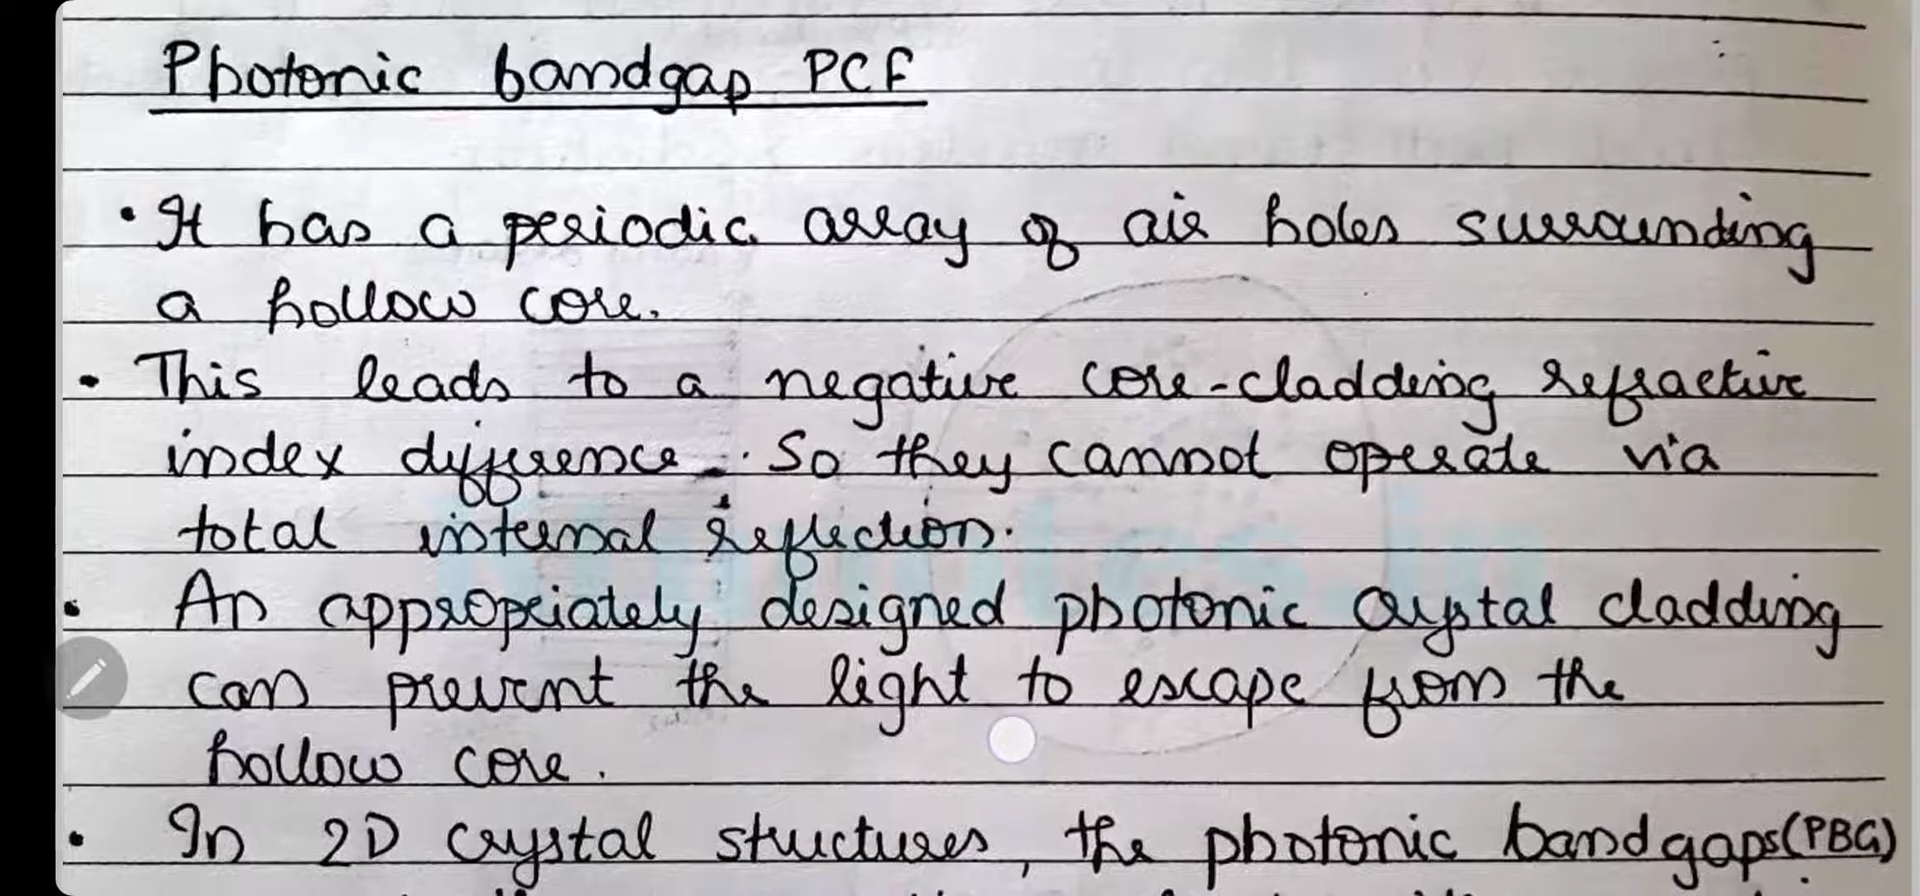 Photonic bandgap PCF
• It has a periodic array of air holes surrounding
a hollow core.
• This leads to a negative core-cladding refractive
index difference. So they cannot operate via
total internal reflection.
• An appropriately designed photonic crystal cladding
can prevent the light to escape from the
hollow core.
• In 2D crystal structures, the photonic bandgaps(PBG)